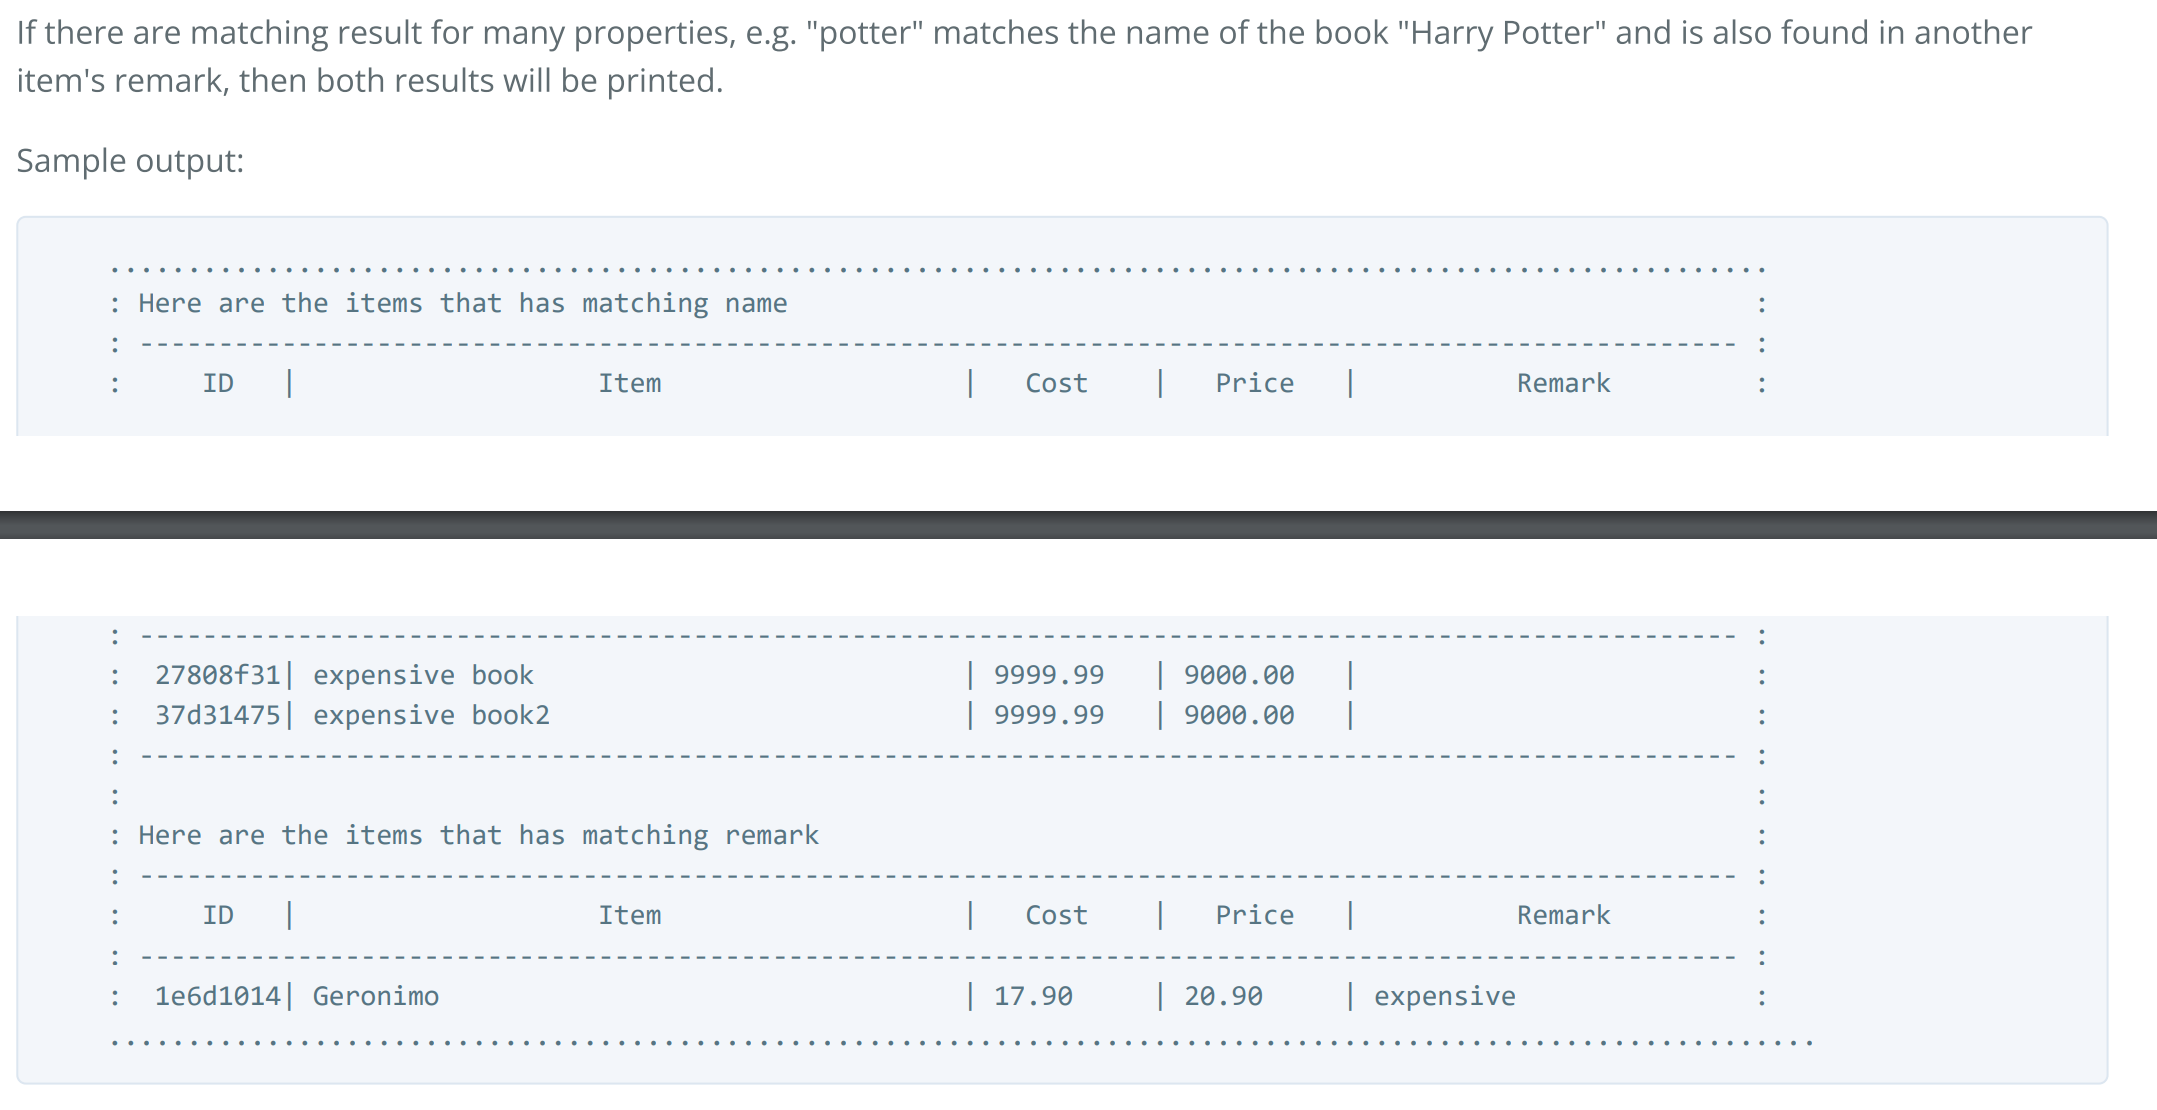 If there are matching result for many properties, e.g. "potter" matches the name of the book "Harry Potter" and is also found in another
item's remark, then both results will be printed.
Sample output:
.........................................................................................................
: Here are the items that has matching name                                                             :
: ----------------------------------------------------------------------------------------------------- :
:     ID   |                   Item                   |   Cost    |   Price   |          Remark         :
: ----------------------------------------------------------------------------------------------------- :
:  27808f31| expensive book                           | 9999.99   | 9000.00   |                         :
:  37d31475| expensive book2                          | 9999.99   | 9000.00   |                         :
: ----------------------------------------------------------------------------------------------------- :
:                                                                                                       :
: Here are the items that has matching remark                                                           :
: ----------------------------------------------------------------------------------------------------- :
:     ID   |                   Item                   |   Cost    |   Price   |          Remark         :
: ----------------------------------------------------------------------------------------------------- :
:  1e6d1014| Geronimo                                 | 17.90     | 20.90     | expensive               :
............................................................................................................